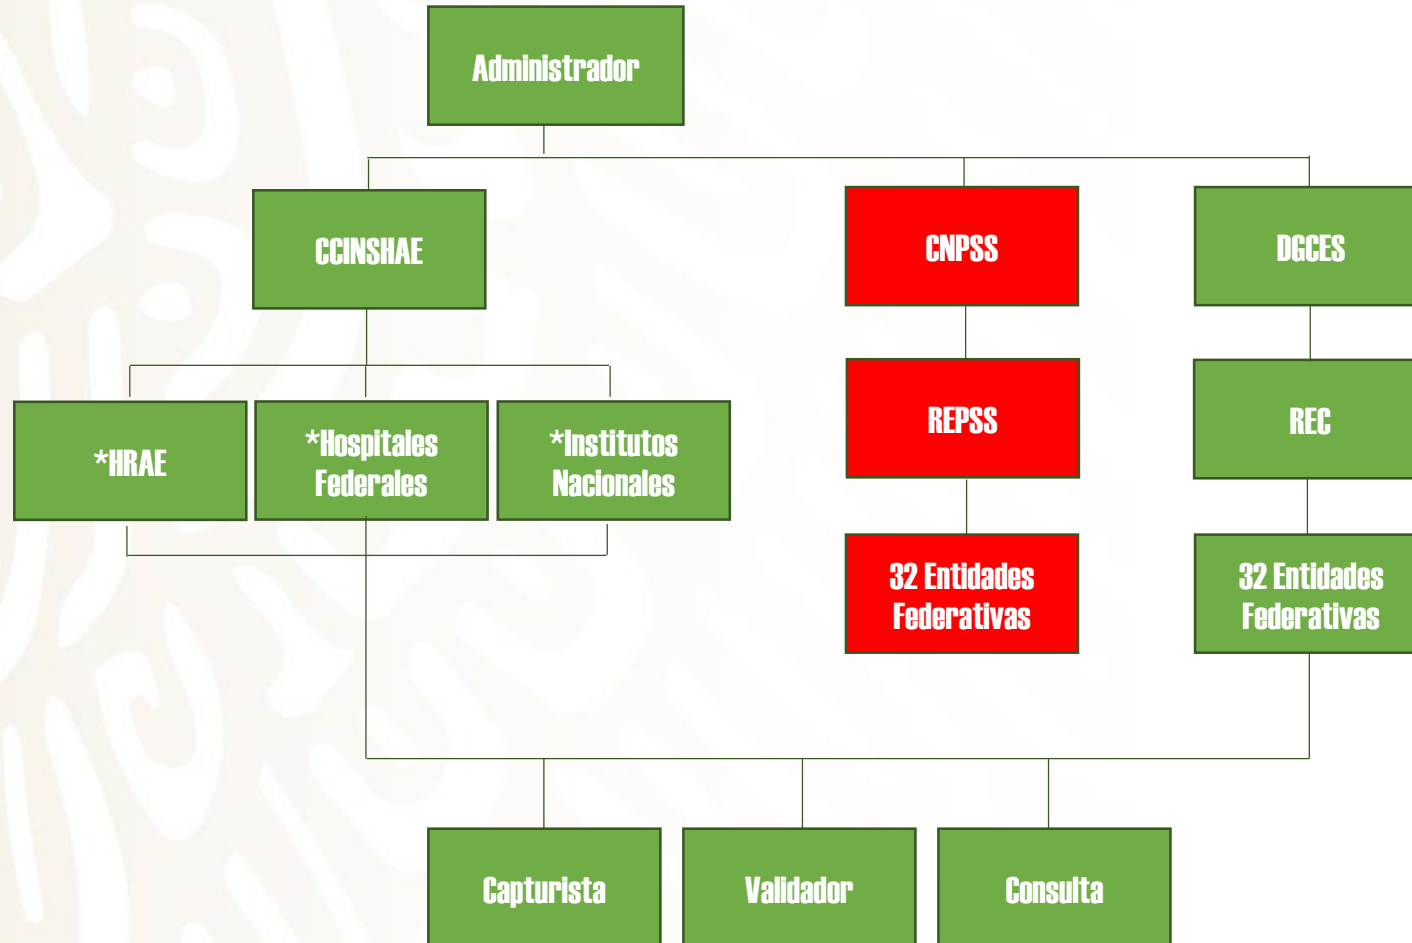 Administrador
CCINSHAE
CNPSS
DGCES
*HRAE
*Hospitales
Federales
*Institutos
Nacionales
REPSS
REC
32 Entidades
Federativas
32 Entidades
Federativas
Capturista
Validador
Consulta